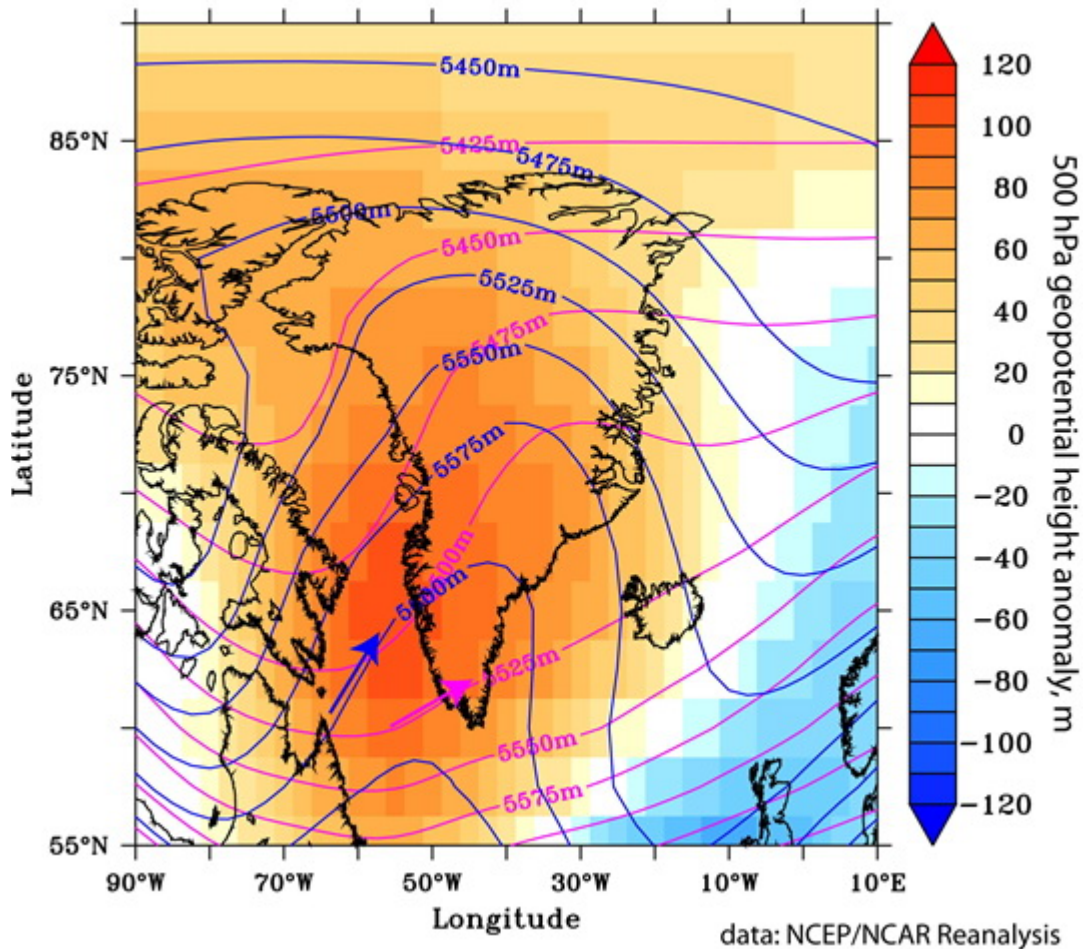 5450m
120
85°N
5425m
5475m
100
80
5500m
5450m
60
5525m
40
5475m
75°N
5550m
20
0
5575m
-20
-40
5600m
65°N
-60
5525m
-80
5550m
-100
5575m
-120
55°N
90°W
70°W
50°W
30°W
10°W
10°E
Latitude
Longitude
500 hPa geopotential height anomaly, m
data: NCEP/NCAR Reanalysis